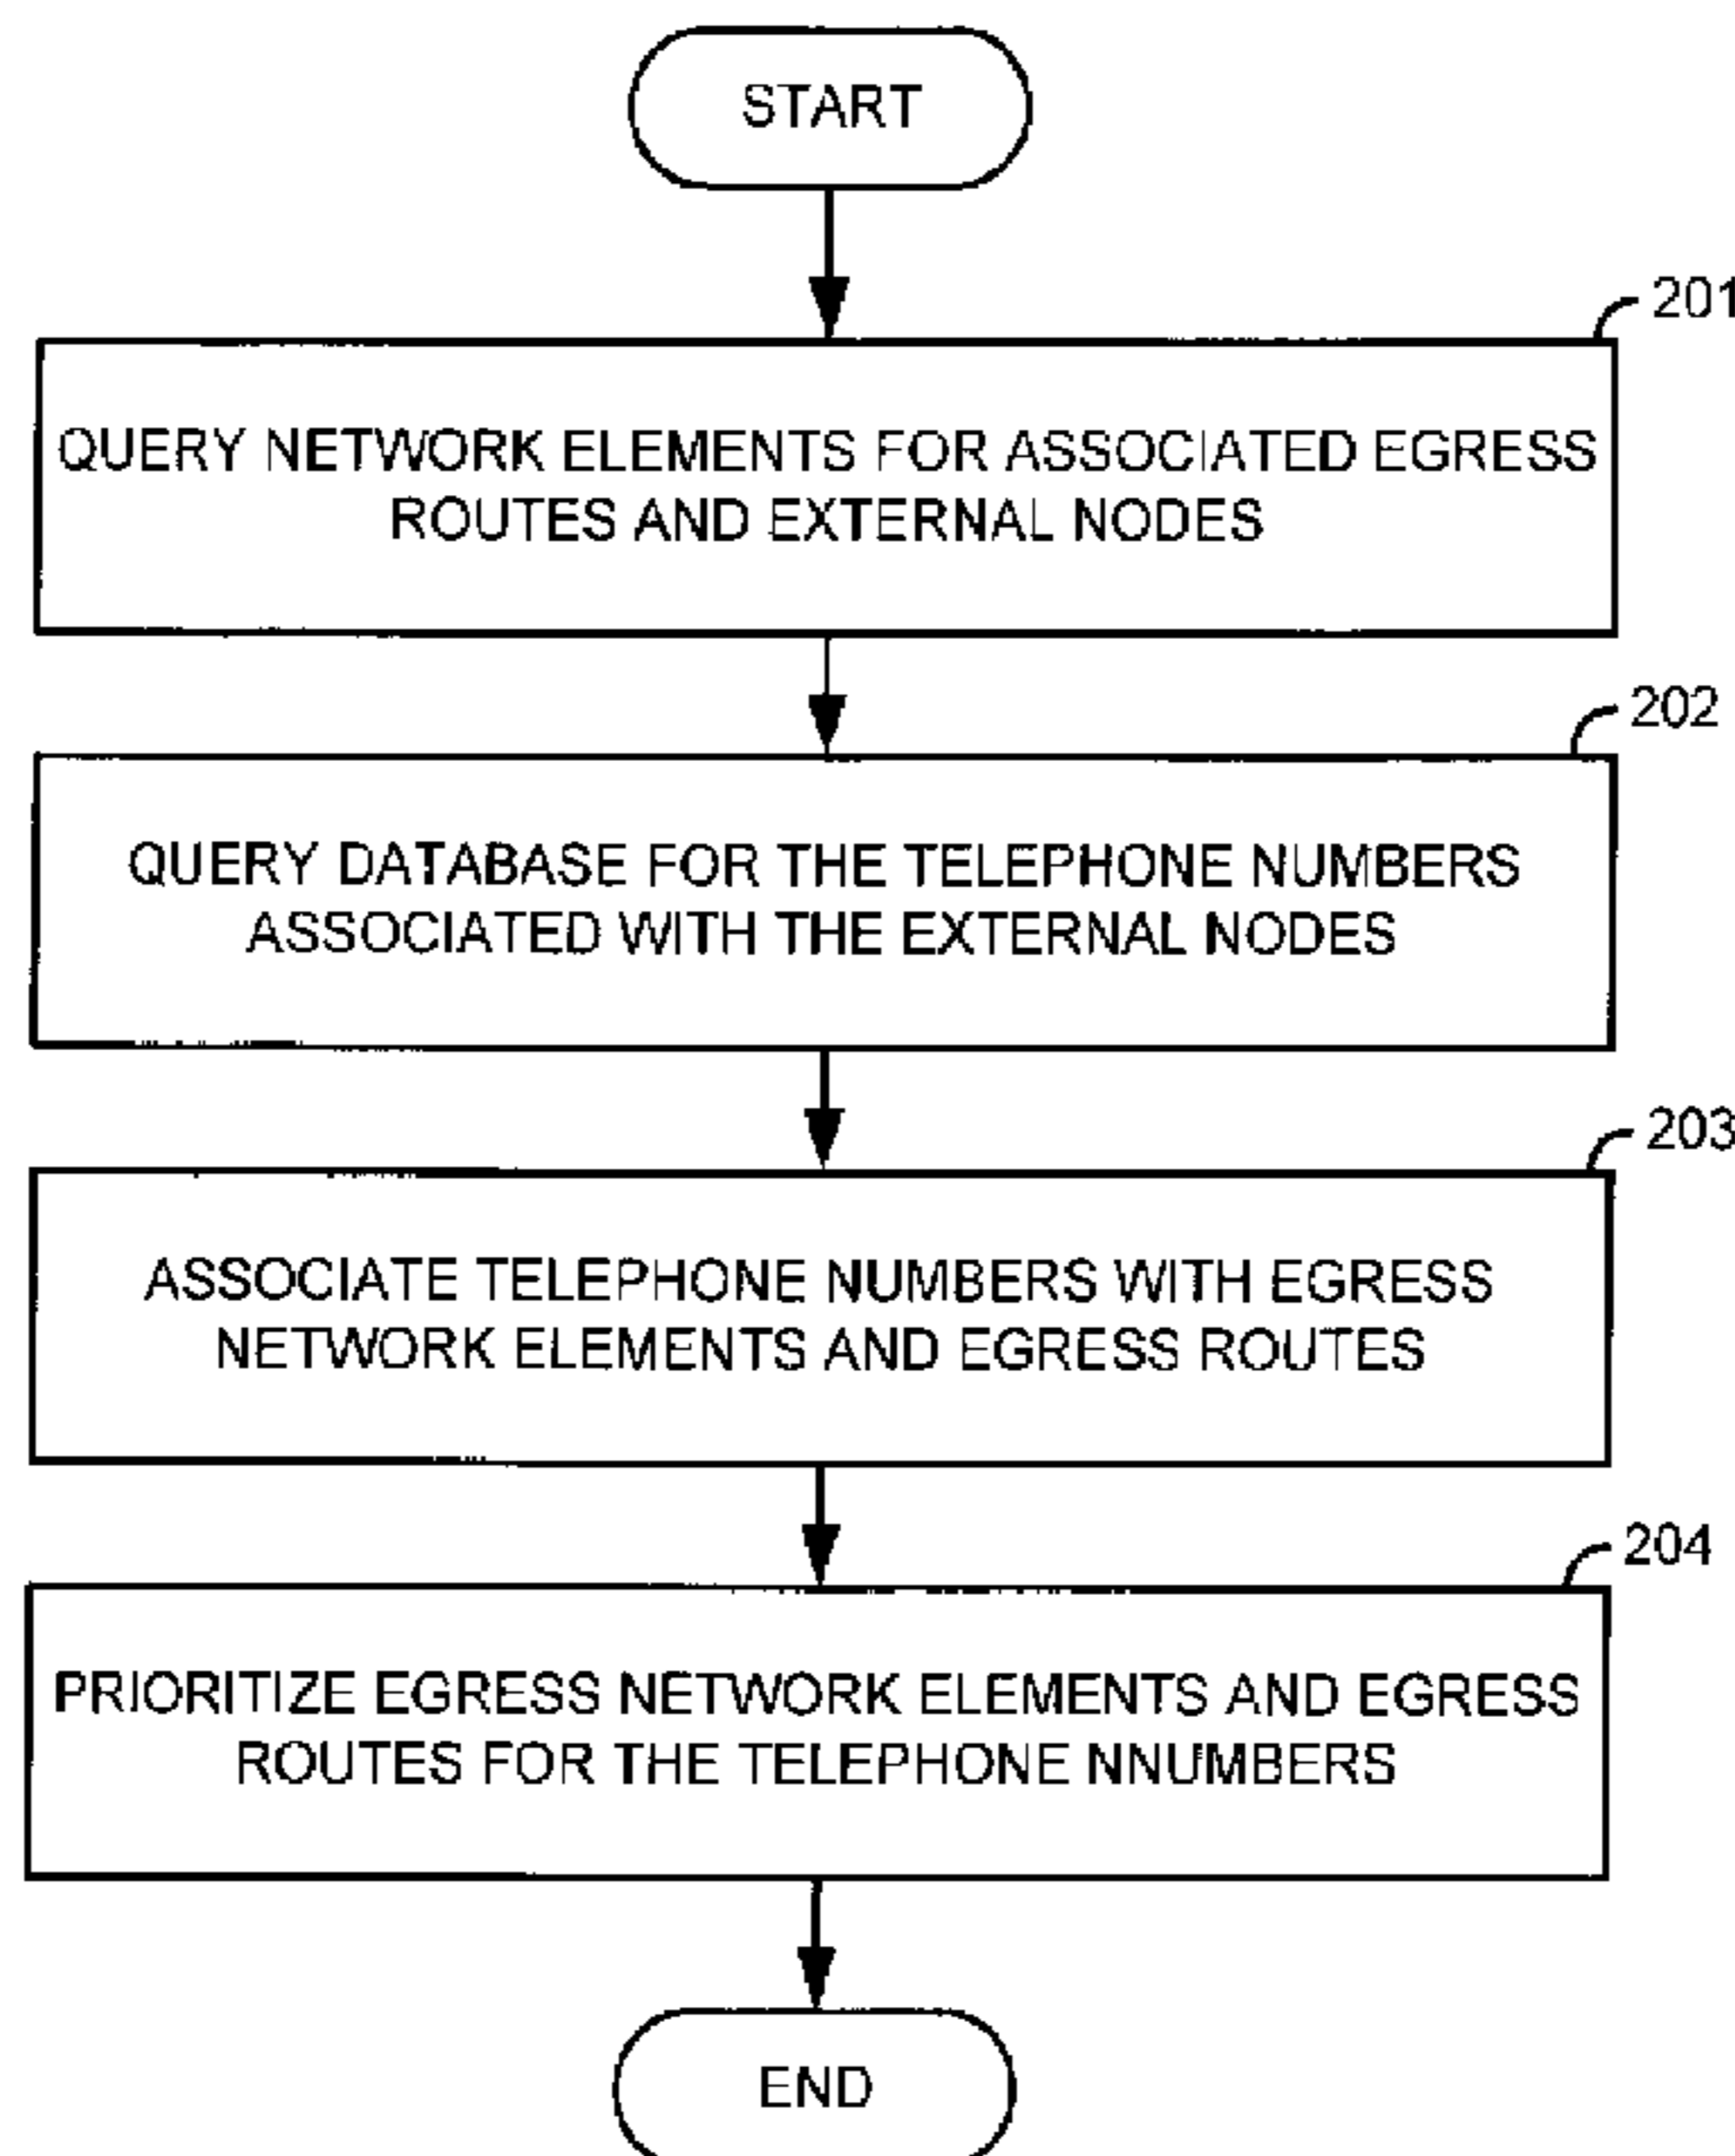 START
201
QUERY NETWORK ELEMENTS FOR ASSOCIATED EGRESS
ROUTES AND EXTERNAL NODES
202
QUERY DATABASE FOR THE TELEPHONE NUMBERS
ASSOCIATED WITH THE EXTERNAL NODES
203
ASSOCIATE TELEPHONE NUMBERS WITH EGRESS
NETWORK ELEMENTS AND EGRESS ROUTES
204
PRIORITIZE EGRESS NETWORK ELEMENTS AND EGRESS
ROUTES FOR THE TELEPHONE NNUMBERS
END